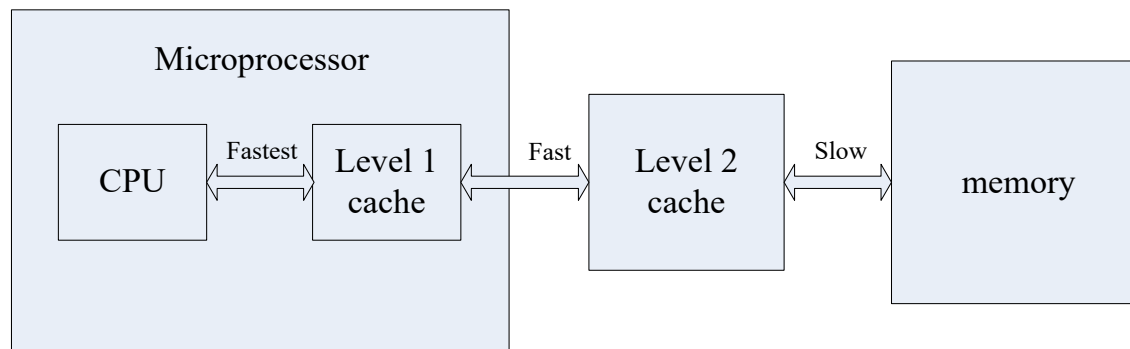 Microprocessor
CPU
Fastest
Level 1
cache
Fast
Level 2
cache
Slow
memory